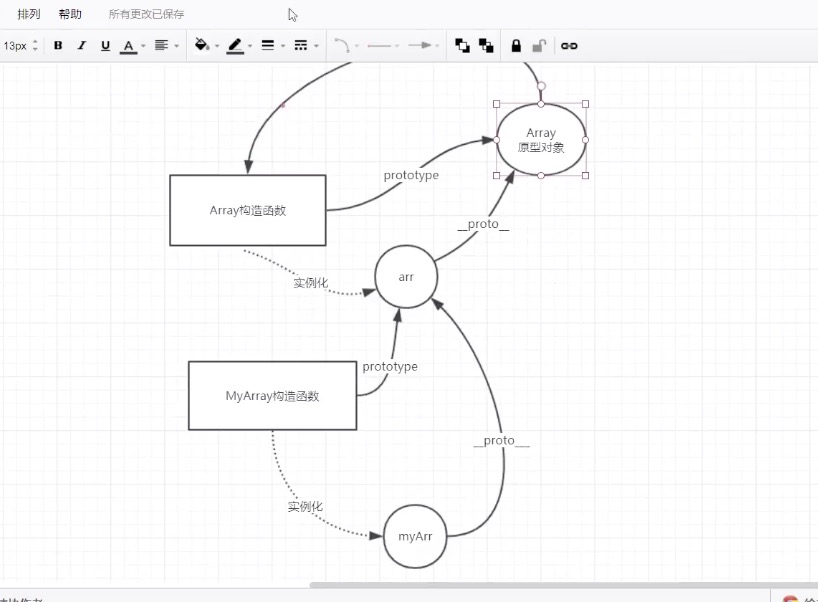 排列 帮助 所有更改已保存
13px B I U A
Array
原型对象
prototype
Array构造函数
__proto__
arr
实例化
prototype
MyArray构造函数
__proto__
实例化
myArr